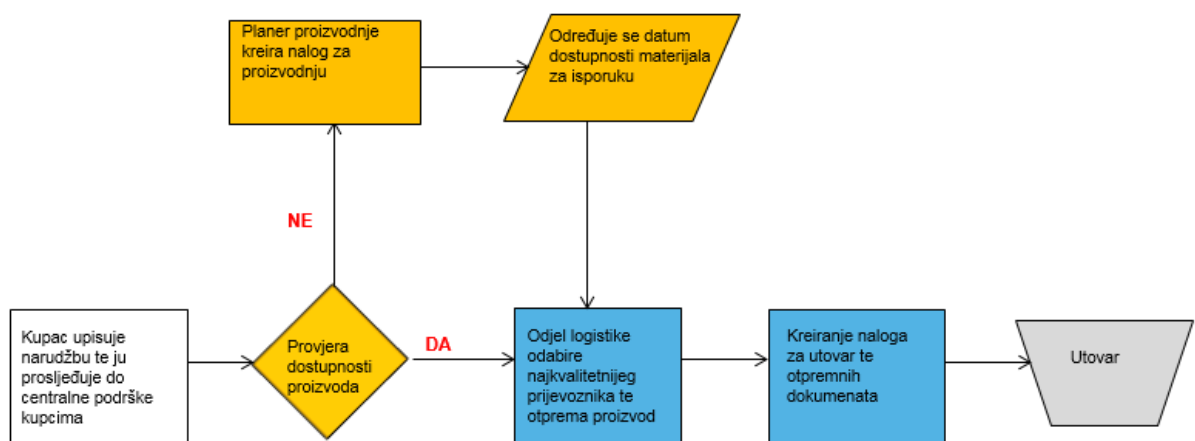 Planer proizvodnje
kreira nalog za
proizvodnju
Određuje se datum
dostupnosti materijala
za isporuku
NE
Kupac upisuje
narudžbu te ju
prosljeđuje do
centralne podrške
kupcima
Provjera
dostupnosti
proizvoda
DA
Odjel logistike
odabire
najkvalitetnijeg
prijevoznika te
otprema proizvod
Kreiranje naloga
za utovar te
otpremnih
dokumenata
Utovar